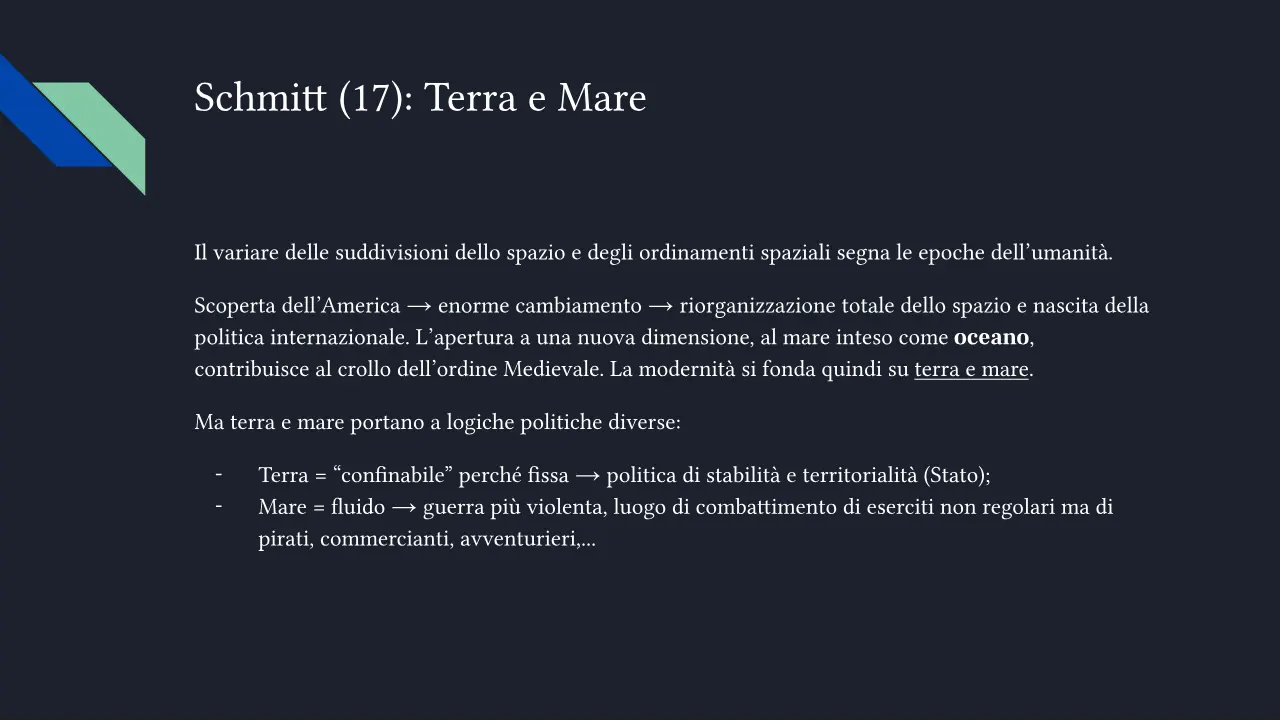 Schmitt (17): Terra e Mare
Il variare delle suddivisioni dello spazio e degli ordinamenti spaziali segna le epoche dell’umanità.
Scoperta dell’America → enorme cambiamento → riorganizzazione totale dello spazio e nascita della
politica internazionale. L’apertura a una nuova dimensione, al mare inteso come oceano,
contribuisce al crollo dell’ordine Medievale. La modernità si fonda quindi su terra e mare.
Ma terra e mare portano a logiche politiche diverse:
- Terra = “confinabile” perché fissa → politica di stabilità e territorialità (Stato);
- Mare = fluido → guerra più violenta, luogo di combattimento di eserciti non regolari ma di
pirati, commercianti, avventurieri,...